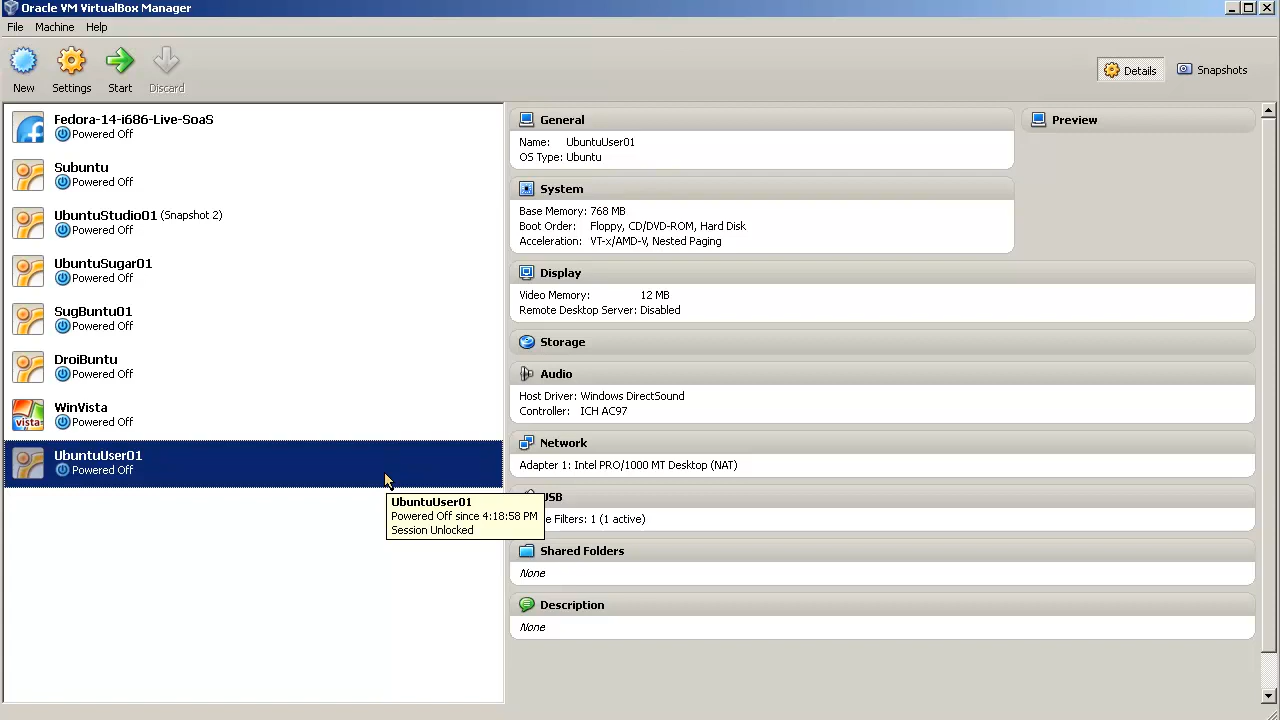 Oracle VM VirtualBox Manager
File Machine Help
New Settings Start Discard
Details Snapshots
Fedora-14-i686-Live-SoaS
Powered Off
Subuntu
Powered Off
UbuntuStudio01 (Snapshot 2)
Powered Off
UbuntuSugar01
Powered Off
SugBuntu01
Powered Off
DroiBuntu
Powered Off
vista
WinVista
Powered Off
UbuntuUser01
Powered Off
UbuntuUser01
Powered Off since 4:18:58 PM
Session Unlocked
General
Name: UbuntuUser01
OS Type: Ubuntu
Preview
System
Base Memory: 768 MB
Boot Order: Floppy, CD/DVD-ROM, Hard Disk
Acceleration: VT-x/AMD-V, Nested Paging
Display
Video Memory: 12 MB
Remote Desktop Server: Disabled
Storage
Audio
Host Driver: Windows DirectSound
Controller: ICH AC97
Network
Adapter 1: Intel PRO/1000 MT Desktop (NAT)
USB
e Filters: 1 (1 active)
Shared Folders
None
Description
None